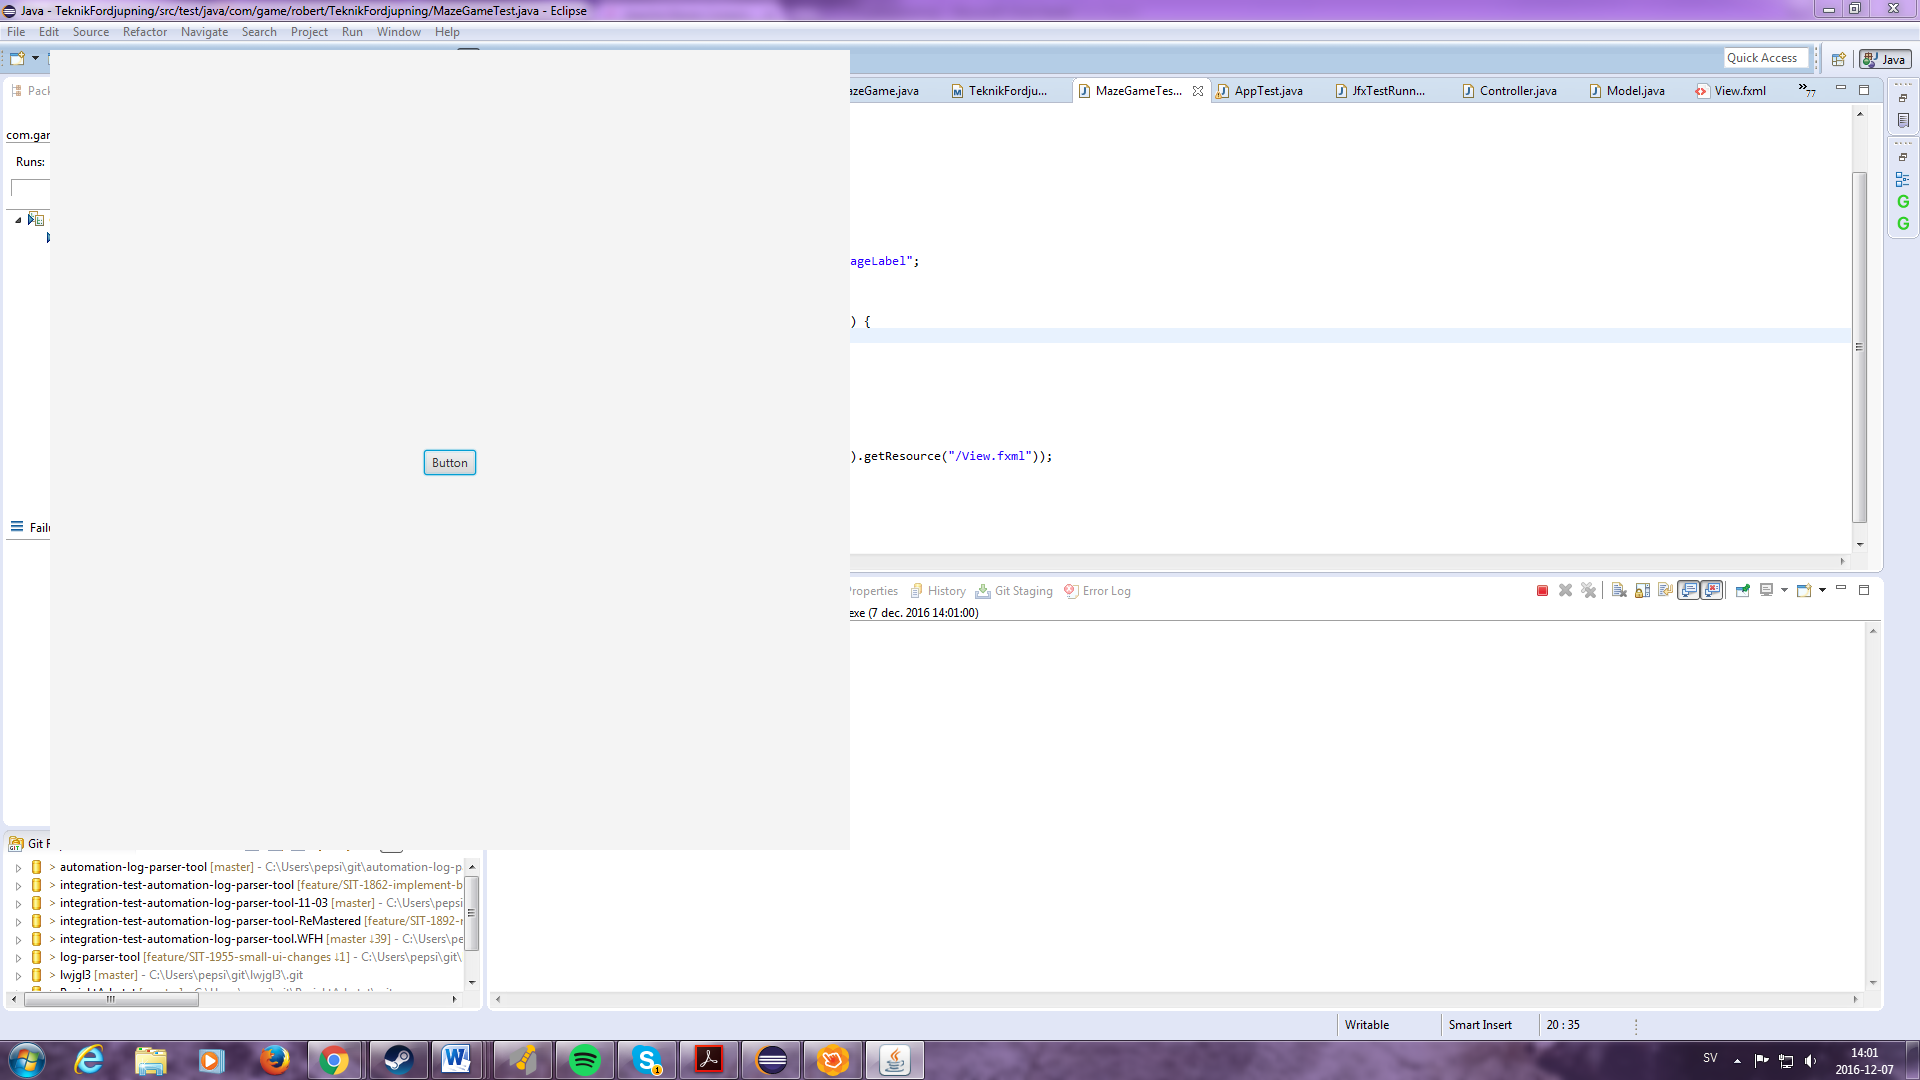 Java - TeknikFordjupning/src/test/java/com/game/robert/TeknikFordjupning/MazeGameTest.java - Eclipse
File Edit Source Refactor Navigate Search Project Run Window Help
Quick Access
Java
Pack
azeGame.java
TeknikFordju...
MazeGameTes...
AppTest.java
JfxTestRunn...
Controller.java
Model.java
View.fxml
»77
com.gar
Runs:
ageLabel";
) {
).getResource("/View.fxml"));
Button
Failu
Properties
History
Git Staging
Error Log
exe (7 dec. 2016 14:01:00)
Git R
> automation-log-parser-tool [master] - C:\Users\pepsi\git\automation-log-p
> integration-test-automation-log-parser-tool [feature/SIT-1862-implement-b
> integration-test-automation-log-parser-tool-11-03 [master] - C:\Users\pepsi
> integration-test-automation-log-parser-tool-ReMastered [feature/SIT-1892-r
> integration-test-automation-log-parser-tool.WFH [master ↓39] - C:\Users\pe
> log-parser-tool [feature/SIT-1955-small-ui-changes ↓1] - C:\Users\pepsi\git\
> lwjgl3 [master] - C:\Users\pepsi\git\lwjgl3\.git
Writable
Smart Insert
20 : 35
SV
14:01
2016-12-07